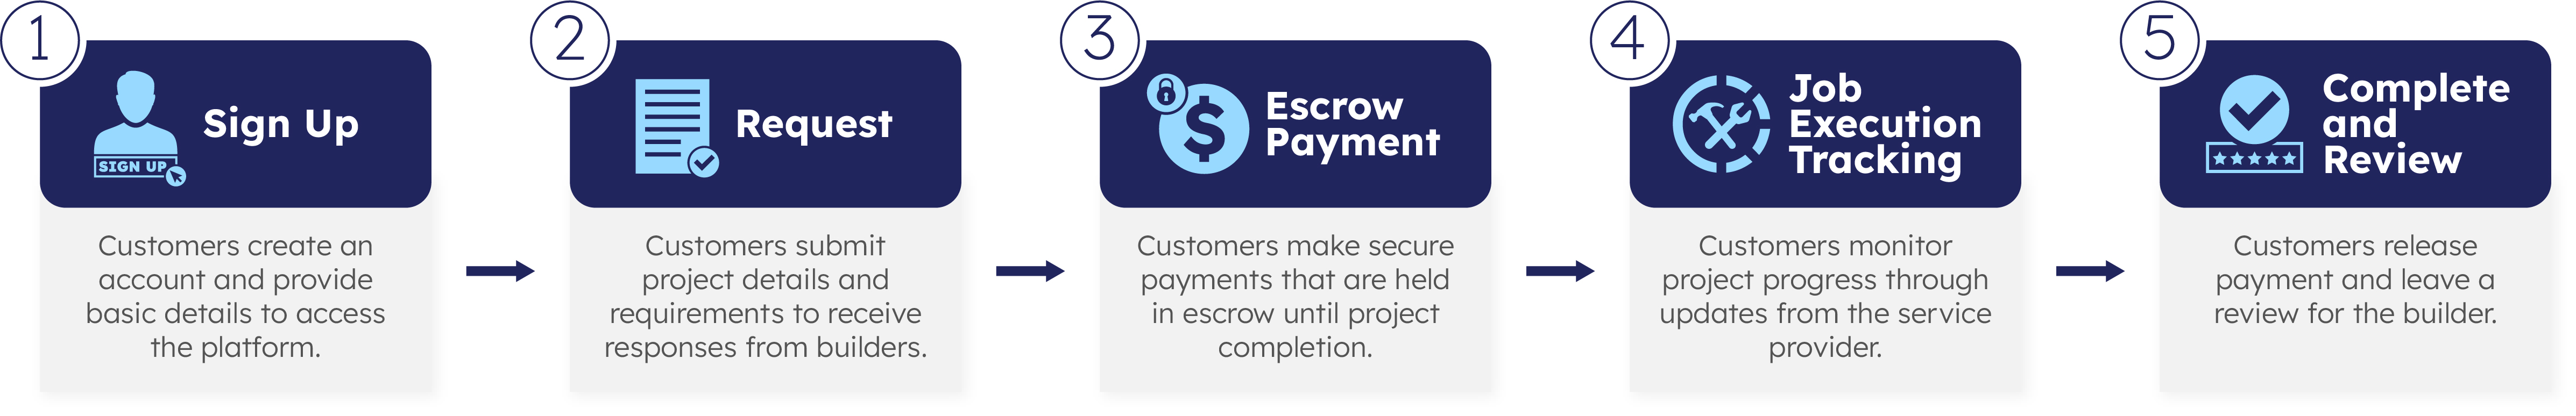 1
SIGN UP
Sign Up
Customers create an
account and provide
basic details to access
the platform.
2
Request
Customers submit
project details and
requirements to receive
responses from builders.
3
$
Escrow
Payment
Customers make secure
payments that are held
in escrow until project
completion.
4
Job
Execution
Tracking
Customers monitor
project progress through
updates from the service
provider.
5
Complete
and
Review
Customers release
payment and leave a
review for the builder.